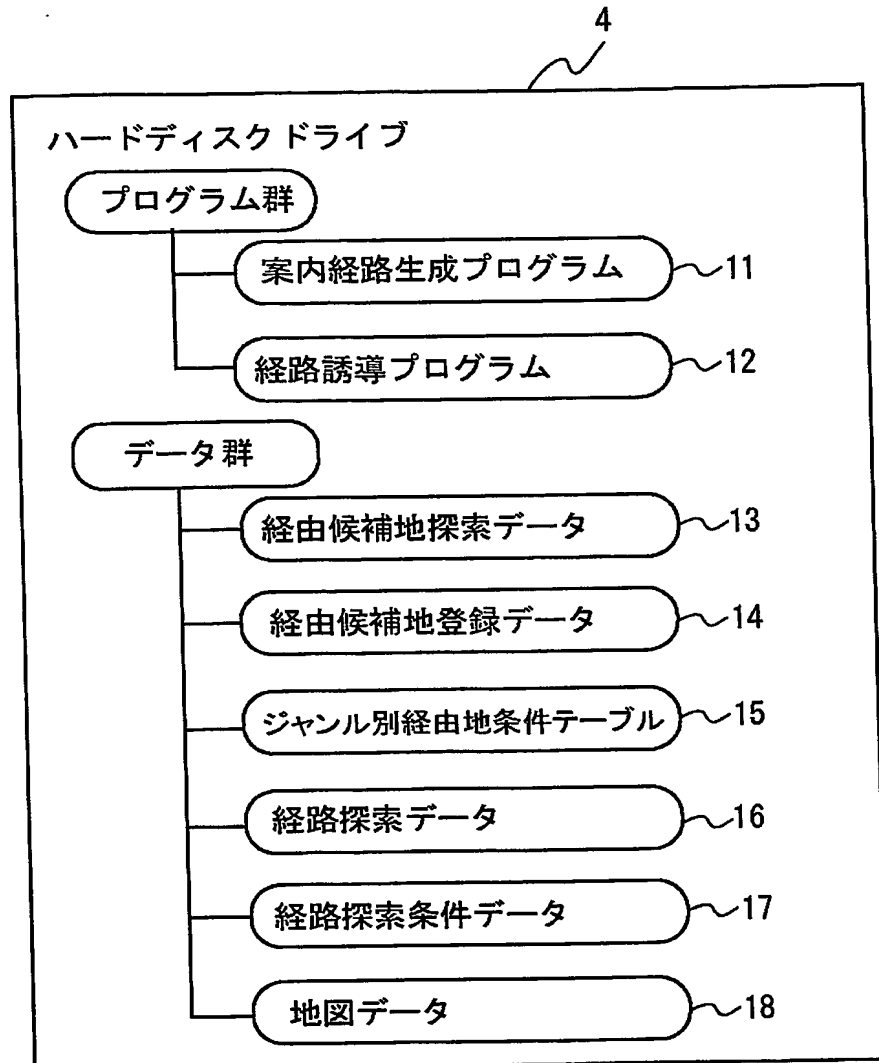 4
ハードディスクドライブ
プログラム群
案内経路生成プログラム 11
経路誘導プログラム 12
データ群
経由候補地探索データ 13
経由候補地登録データ 14
ジャンル別経由地条件テーブル 15
経路探索データ 16
経路探索条件データ 17
地図データ 18